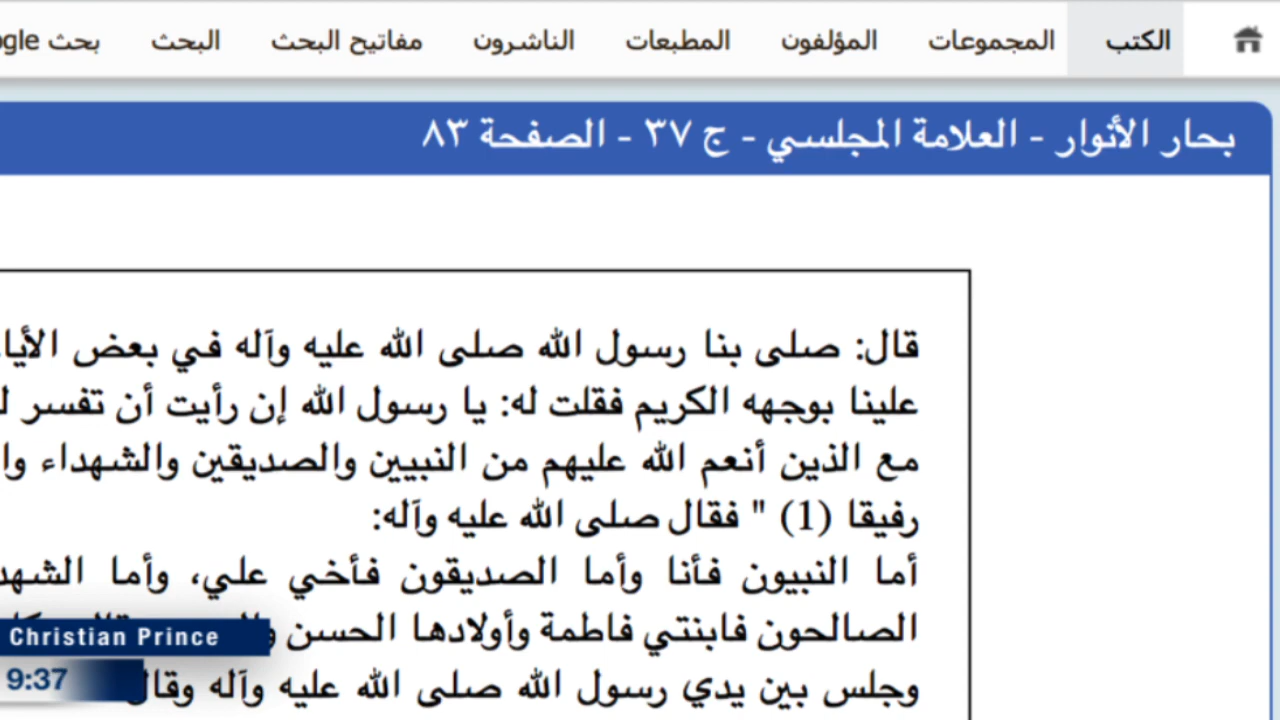 الكتب المجموعات المؤلفون المطبعات الناشرون مفاتيح البحث البحث بحث
بحار الأنوار - العلامة المجلسي - ج ٣٧ - الصفحة ٨٣
قال: صلى بنا رسول الله صلى الله عليه وآله في بعض
علينا بوجهه الكريم فقلت له: يا رسول الله إن رأيت أن تفسر
مع الذين أنعم الله عليهم من النبيين والصديقين والشهداء
رفيقا (1) " فقال صلى الله عليه وآله:
أما النبيون فأنا وأما الصديقون فأخي علي، وأما
الصالحون فابنتي فاطمة وأولادها الحسن
وجلس بين يدي رسول الله صلى الله عليه وآله وقال
Christian Prince
9:37